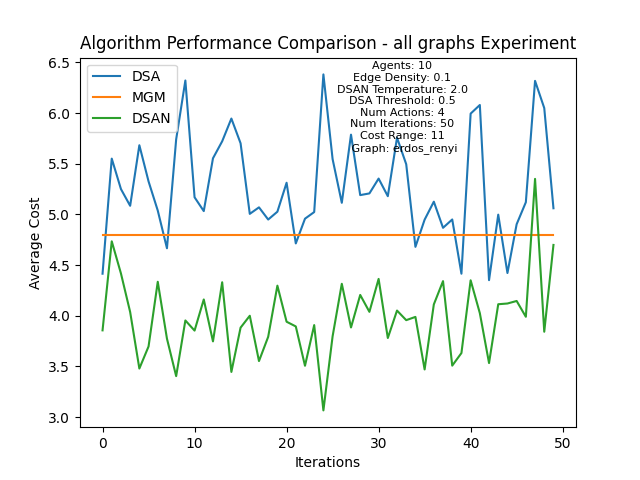 Algorithm Performance Comparison - all graphs Experiment
DSA
MGM
DSAN
Agents: 10
Edge Density: 0.1
DSAN Temperature: 2.0
DSA Threshold: 0.5
Num Actions: 4
Num Iterations: 50
Cost Range: 11
Graph: erdos_renyi
Average Cost
6.5
6.0
5.5
5.0
4.5
4.0
3.5
3.0
0 10 20 30 40 50
Iterations